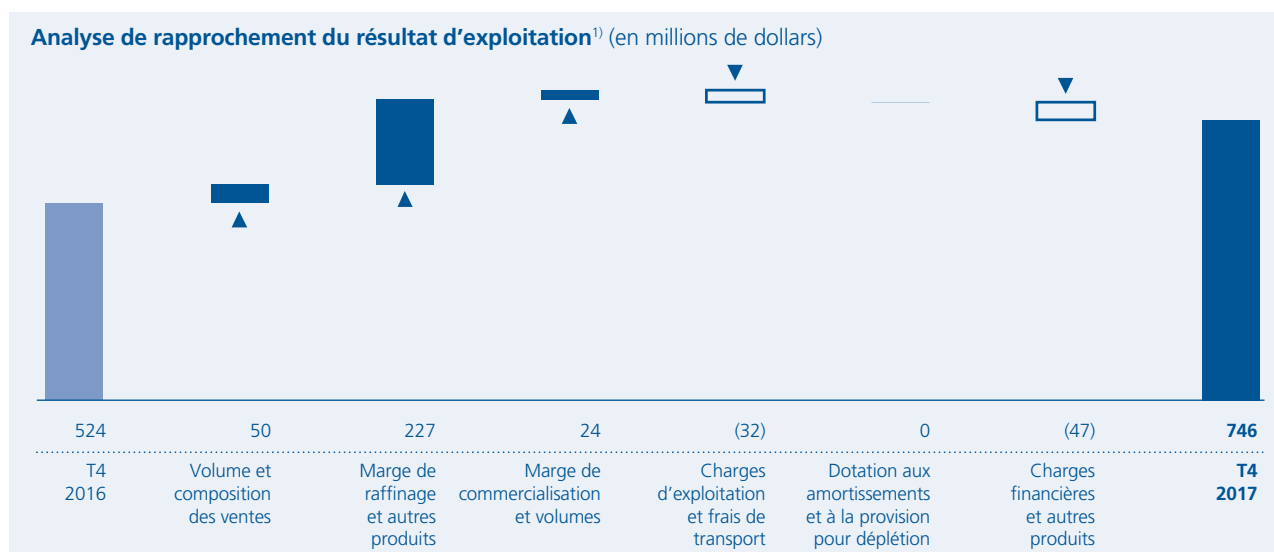 Analyse de rapprochement du résultat d’exploitation1) (en millions de dollars)
524 50 227 24 (32) 0 (47) 746
T4
2016
Volume et
composition
des ventes
Marge de
raffinage
et autres
produits
Marge de
commercialisation
et volumes
Charges
d’exploitation
et frais de
transport
Dotation aux
amortissements
et à la provision
pour déplétion
Charges
financières
et autres
produits
T4
2017